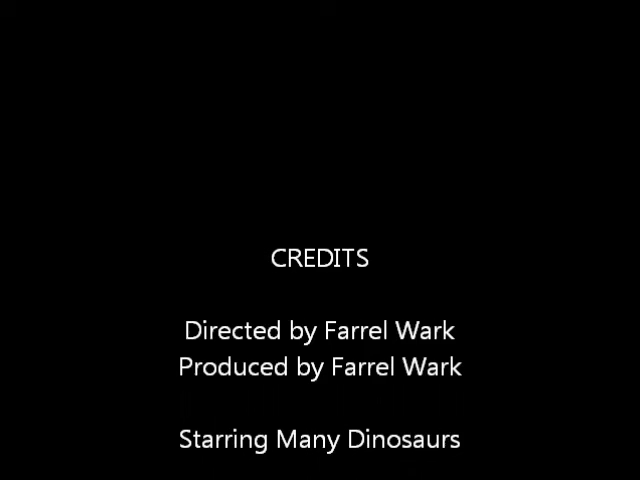 CREDITS
Directed by Farrel Wark
Produced by Farrel Wark
Starring Many Dinosaurs